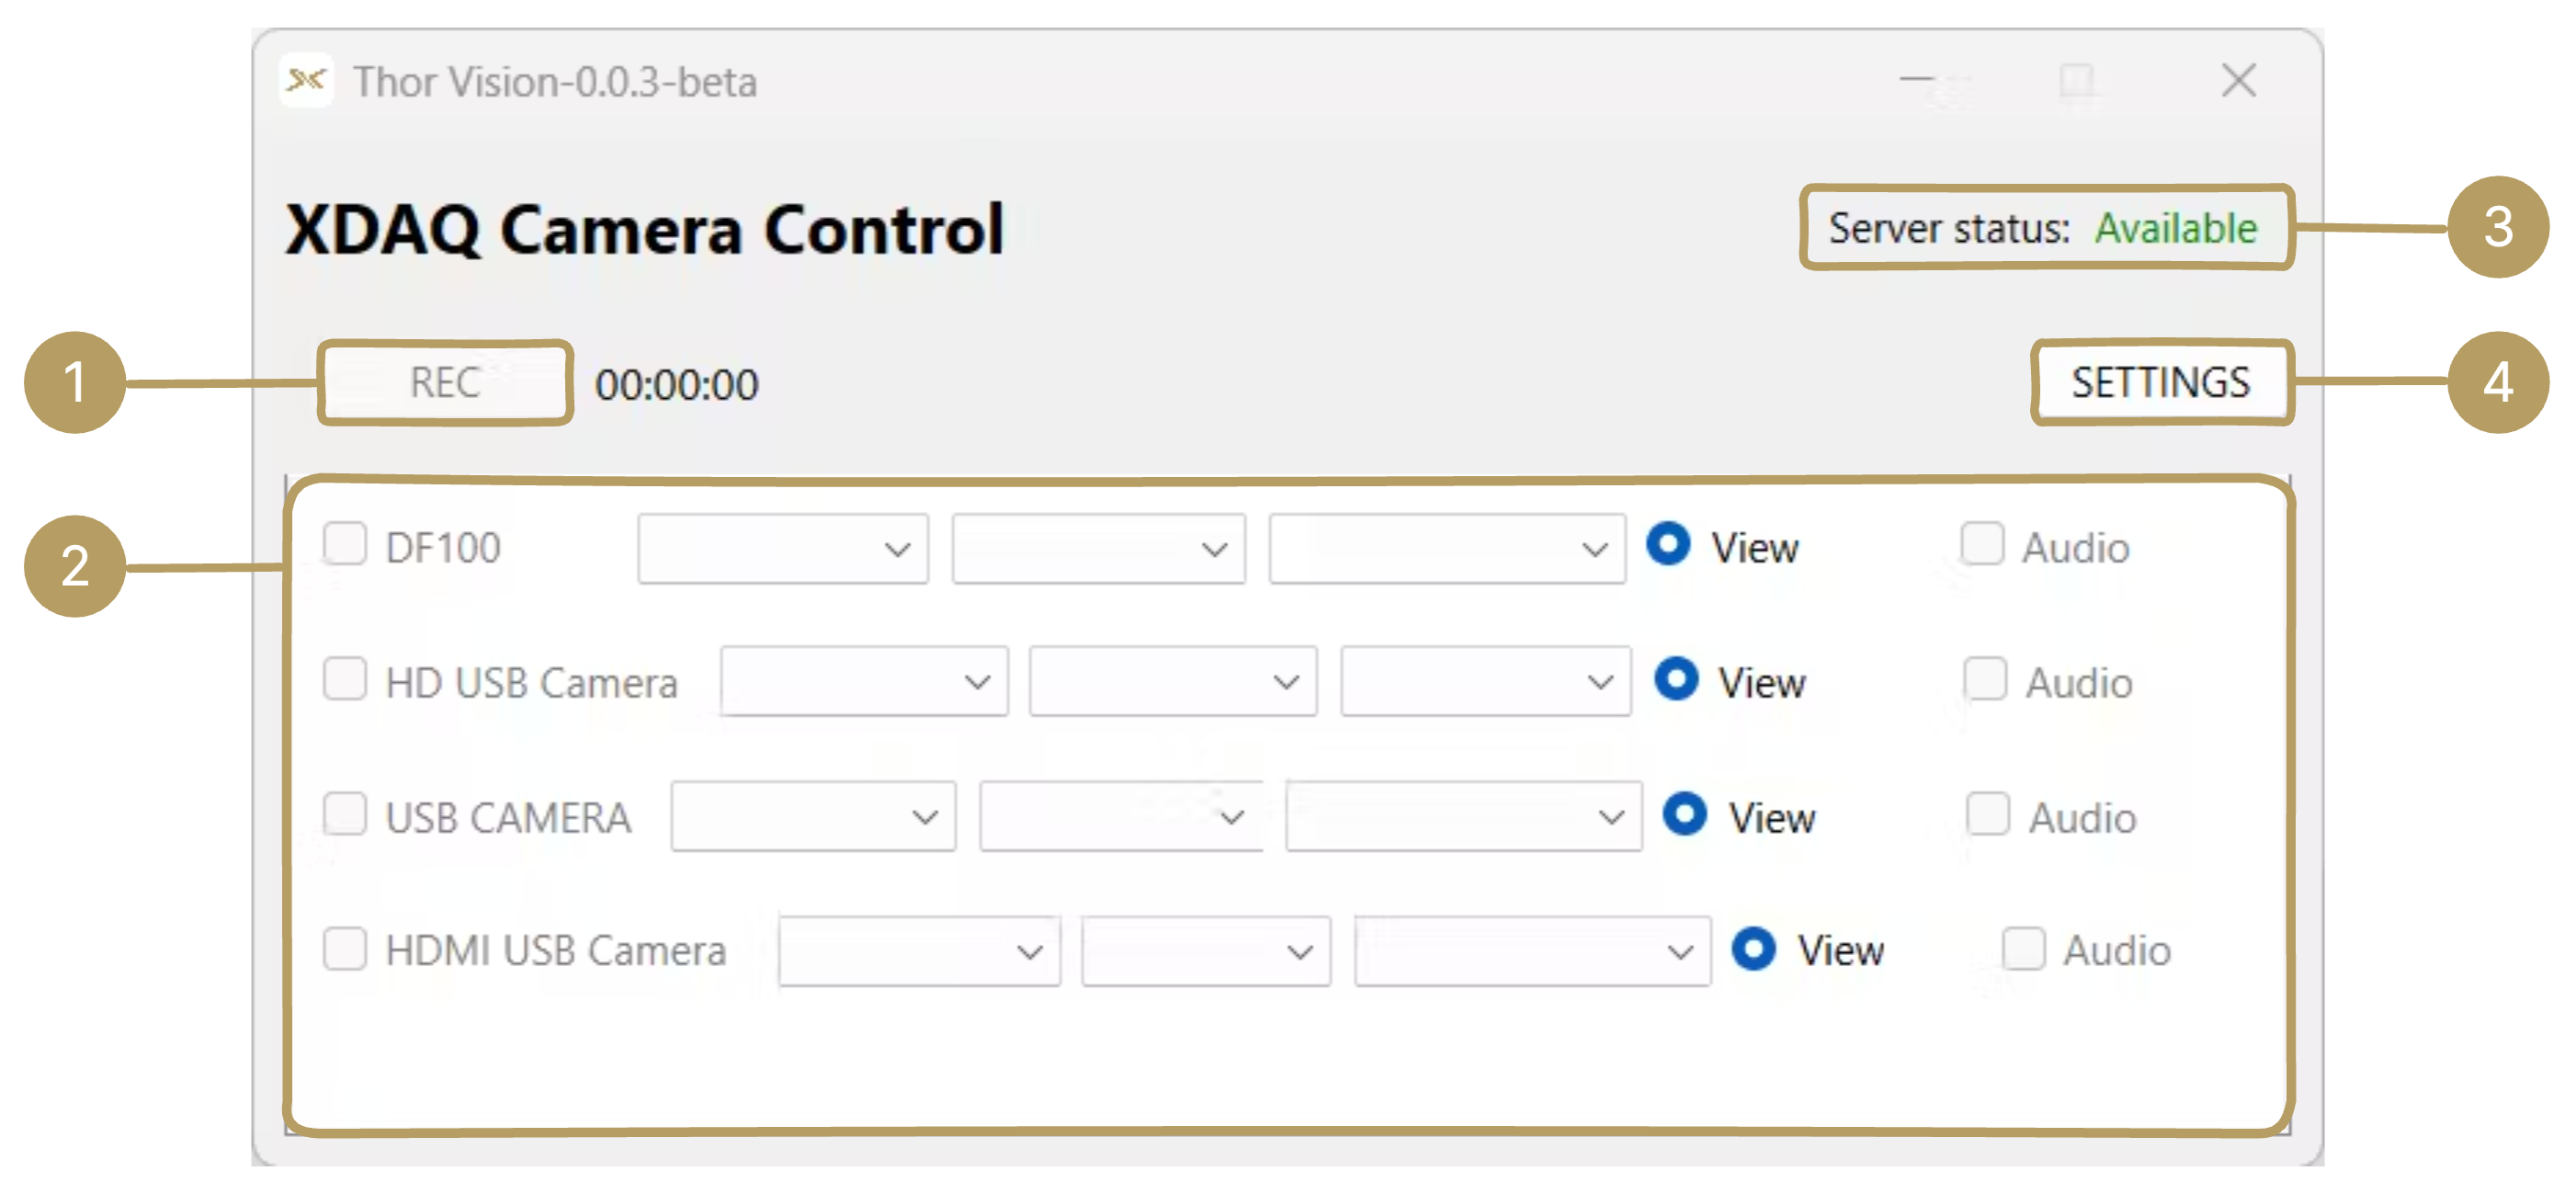 Thor Vision-0.0.3-beta
XDAQ Camera Control
Server status: Available
3
1
REC 00:00:00
SETTINGS
4
2
DF100 View Audio
HD USB Camera View Audio
USB CAMERA View Audio
HDMI USB Camera View Audio